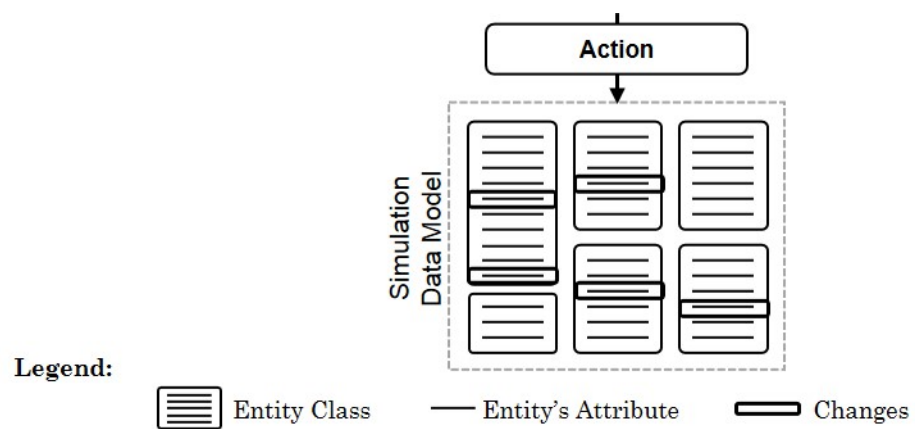 Action
Simulation
Data Model
Legend:
Entity Class
Entity's Attribute
Changes